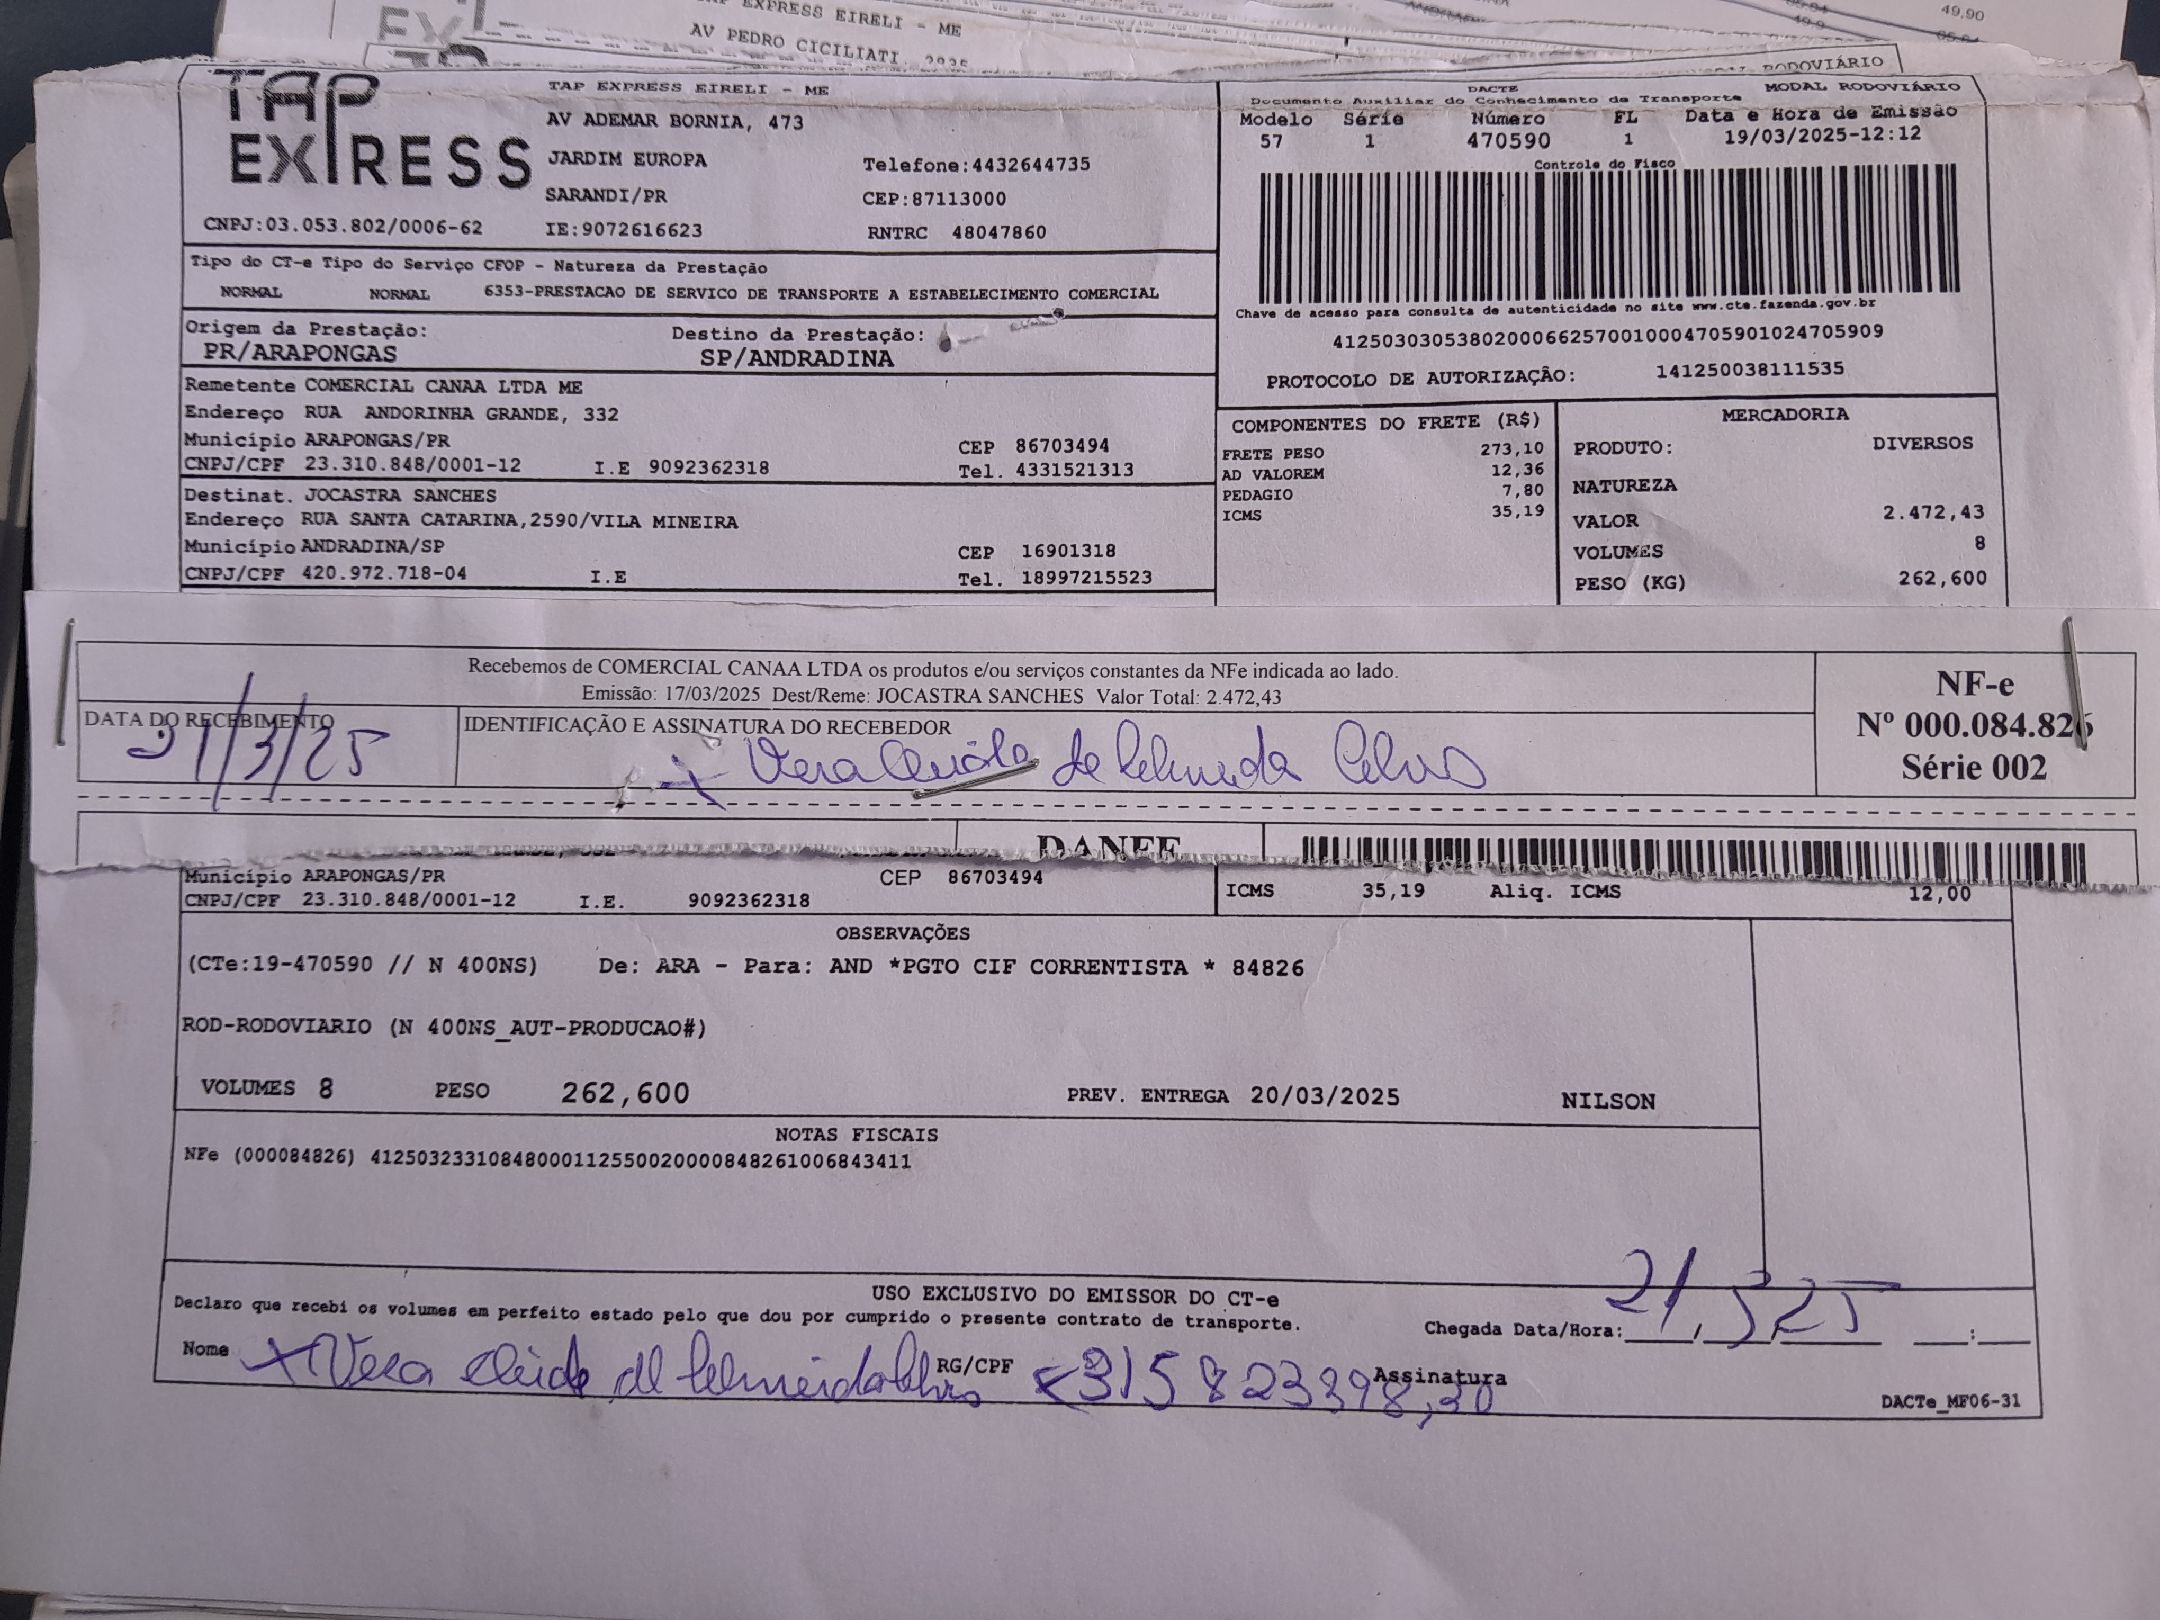 EXPRESS EIRELI - ME
AV PEDRO CICILIATI, 2935
49,90
MODAL RODOVIÁRIO
TAP EXPRESS
TAP EXPRESS EIRELI - ME
AV ADEMAR BORNIA, 473
JARDIM EUROPA Telefone:4432644735
SARANDI/PR CEP:87113000
CNPJ:03.053.802/0006-62 IE:9072616623 RNTRC 48047860
DACTE MODAL RODOVIÁRIO
Documento Auxiliar do Conhecimento de Transporte
Modelo Série Número FL Data e Hora de Emissão
57 1 470590 1 19/03/2025-12:12
Controle do Fisco
Chave de acesso para consulta de autenticidade no site www.cte.fazenda.gov.br
41250303053802000662570010004705901024705909
PROTOCOLO DE AUTORIZAÇÃO: 141250038111535
Tipo do CT-e Tipo do Serviço CFOP - Natureza da Prestação
NORMAL NORMAL 6353-PRESTACAO DE SERVICO DE TRANSPORTE A ESTABELECIMENTO COMERCIAL
Origem da Prestação: Destino da Prestação:
PR/ARAPONGAS SP/ANDRADINA
Remetente COMERCIAL CANAA LTDA ME
Endereço RUA ANDORINHA GRANDE, 332
Município ARAPONGAS/PR CEP 86703494
CNPJ/CPF 23.310.848/0001-12 I.E 9092362318 Tel. 4331521313
Destinat. JOCASTRA SANCHES
Endereço RUA SANTA CATARINA,2590/VILA MINEIRA
Município ANDRADINA/SP CEP 16901318
CNPJ/CPF 420.972.718-04 I.E Tel. 18997215523
COMPONENTES DO FRETE (R$)
FRETE PESO 273,10
AD VALOREM 12,36
PEDAGIO 7,80
ICMS 35,19
MERCADORIA
PRODUTO: DIVERSOS
NATUREZA
VALOR 2.472,43
VOLUMES 8
PESO (KG) 262,600
Recebemos de COMERCIAL CANAA LTDA os produtos e/ou serviços constantes da NFe indicada ao lado.
Emissão: 17/03/2025 Dest/Reme: JOCASTRA SANCHES Valor Total: 2.472,43
DATA DO RECEBIMENTO IDENTIFICAÇÃO E ASSINATURA DO RECEBEDOR
21/3/25 Vera de
NF-e
Nº 000.084.826
Série 002
DANFE
Município ARAPONGAS/PR CEP 86703494
CNPJ/CPF 23.310.848/0001-12 I.E. 9092362318
ICMS 35,19 Aliq. ICMS 12,00
OBSERVAÇÕES
(CTe:19-470590 // N 400NS) De: ARA - Para: AND *PGTO CIF CORRENTISTA * 84826
ROD-RODOVIARIO (N 400NS_AUT-PRODUCAO#)
VOLUMES 8 PESO 262,600 PREV. ENTREGA 20/03/2025 NILSON
NOTAS FISCAIS
NFe (000084826) 41250323310848000112550020000848261006843411
USO EXCLUSIVO DO EMISSOR DO CT-e
Declaro que recebi os volumes em perfeito estado pelo que dou por cumprido o presente contrato de transporte.
Chegada Data/Hora: 21/3/25 :
Nome Vera RG/CPF Assinatura
DACTe_MF06-31